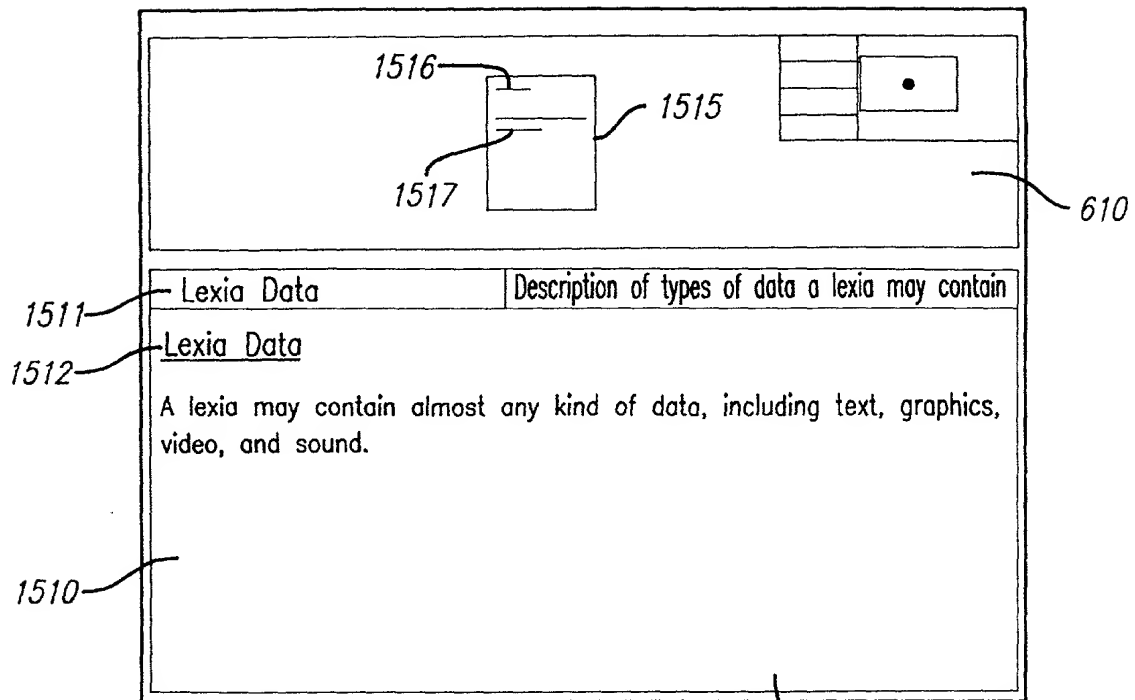 1516
1515
1517
610
1511
Lexia Data
Description of types of data a lexia may contain
1512
Lexia Data
A lexia may contain almost any kind of data, including text, graphics,
video, and sound.
1510